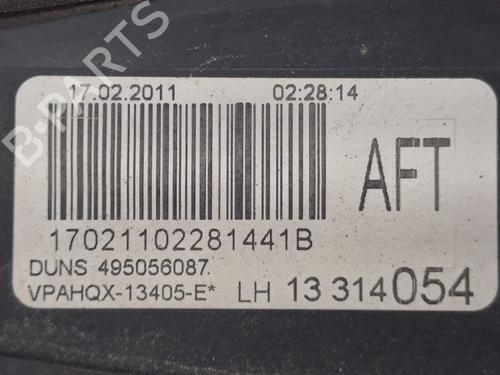 17.02.2011 02:28:14
AFT
17021102281441B
DUNS 495056087.
VPAHQX-13405-E* LH 13 314054
B-PARTS